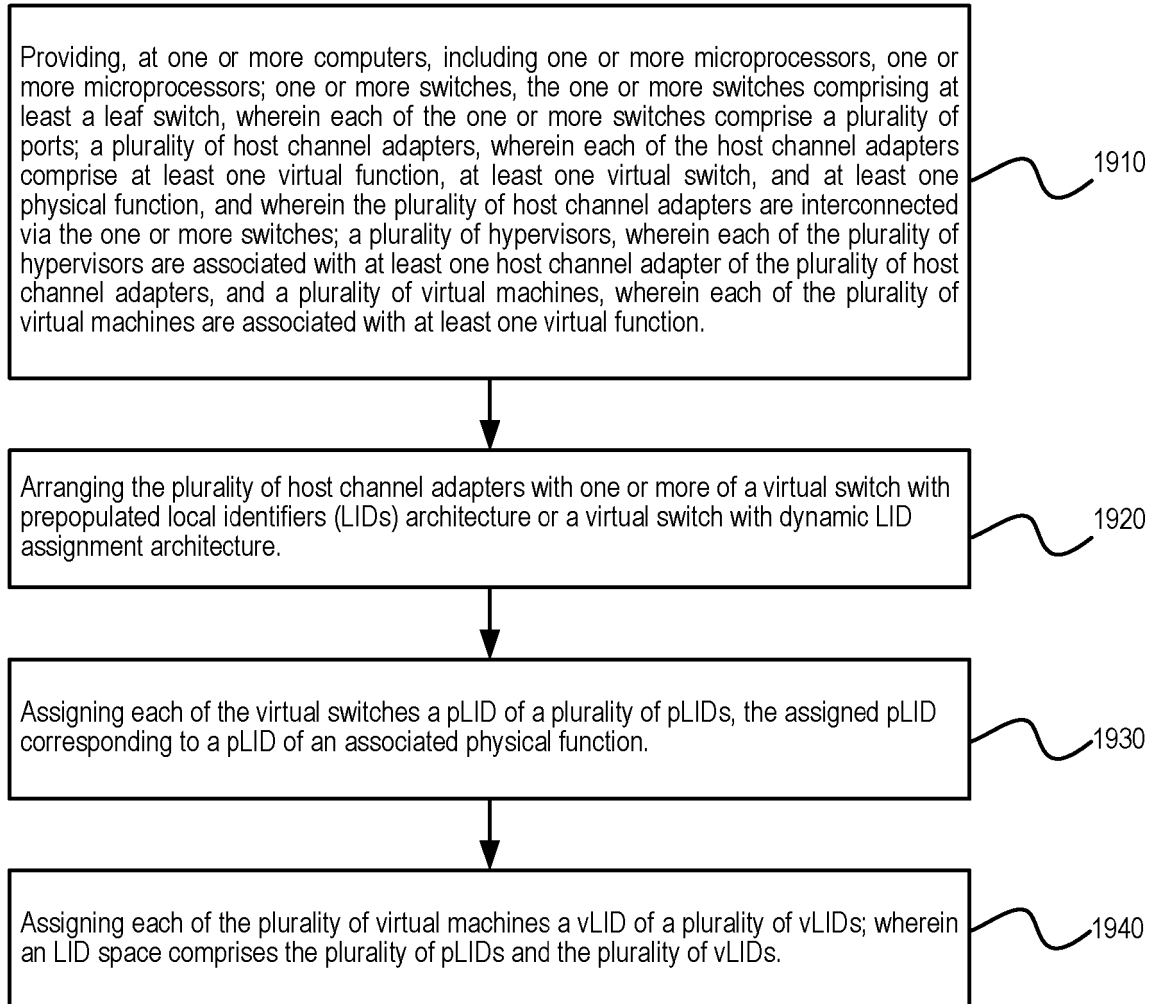 Providing, at one or more computers, including one or more microprocessors, one or
more microprocessors; one or more switches, the one or more switches comprising at
least a leaf switch, wherein each of the one or more switches comprise a plurality of
ports; a plurality of host channel adapters, wherein each of the host channel adapters
comprise at least one virtual function, at least one virtual switch, and at least one
physical function, and wherein the plurality of host channel adapters are interconnected
via the one or more switches; a plurality of hypervisors, wherein each of the plurality of
hypervisors are associated with at least one host channel adapter of the plurality of host
channel adapters, and a plurality of virtual machines, wherein each of the plurality of
virtual machines are associated with at least one virtual function.
1910
Arranging the plurality of host channel adapters with one or more of a virtual switch with
prepopulated local identifiers (LIDs) architecture or a virtual switch with dynamic LID
assignment architecture.
1920
Assigning each of the virtual switches a pLID of a plurality of pLIDs, the assigned pLID
corresponding to a pLID of an associated physical function.
1930
Assigning each of the plurality of virtual machines a vLID of a plurality of vLIDs; wherein
an LID space comprises the plurality of pLIDs and the plurality of vLIDs.
1940